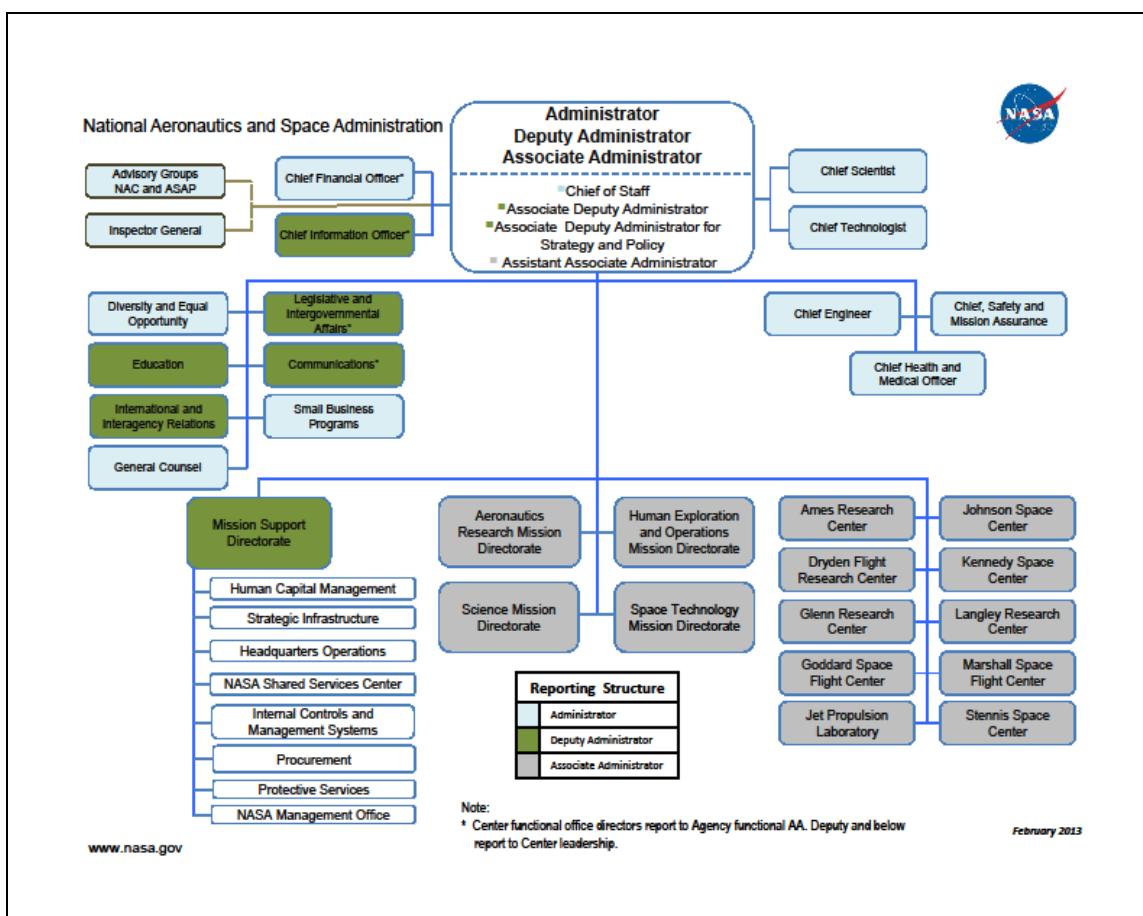 National Aeronautics and Space Administration
Administrator
Deputy Administrator
Associate Administrator
Chief of Staff
Associate Deputy Administrator
Associate Deputy Administrator for
Strategy and Policy
Assistant Associate Administrator
NASA
Advisory Groups
NAC and ASAP
Chief Financial Officer*
Inspector General
Chief Information Officer*
Chief Scientist
Chief Technologist
Diversity and Equal
Opportunity
Legislative and
Intergovernmental
Affairs*
Education
Communications*
International and
Interagency Relations
Small Business
Programs
General Counsel
Chief Engineer
Chief, Safety and
Mission Assurance
Chief Health and
Medical Officer
Mission Support
Directorate
Human Capital Management
Strategic Infrastructure
Headquarters Operations
NASA Shared Services Center
Internal Controls and
Management Systems
Procurement
Protective Services
NASA Management Office
Aeronautics
Research Mission
Directorate
Human Exploration
and Operations
Mission Directorate
Science Mission
Directorate
Space Technology
Mission Directorate
Reporting Structure
Administrator
Deputy Administrator
Associate Administrator
Ames Research
Center
Johnson Space
Center
Dryden Flight
Research Center
Kennedy Space
Center
Glenn Research
Center
Langley Research
Center
Goddard Space
Flight Center
Marshall Space
Flight Center
Jet Propulsion
Laboratory
Stennis Space
Center
Note:
* Center functional office directors report to Agency functional AA. Deputy and below
report to Center leadership.
February 2013
www.nasa.gov